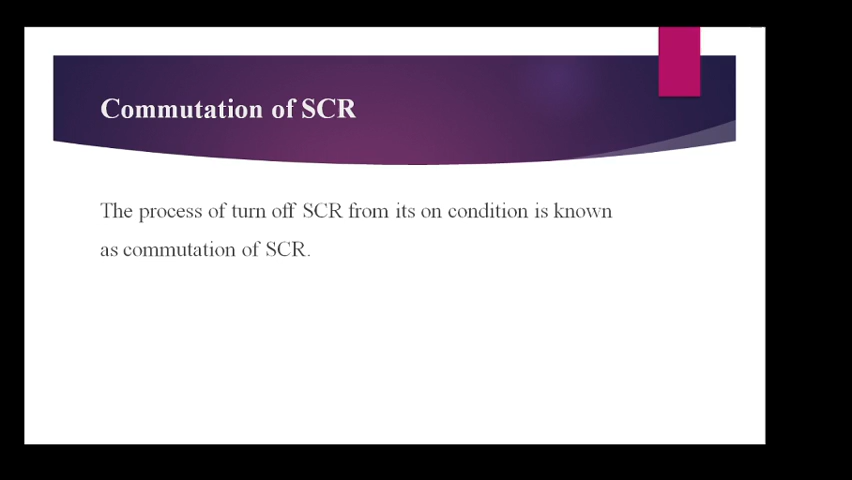 Commutation of SCR
The process of turn off SCR from its on condition is known
as commutation of SCR.